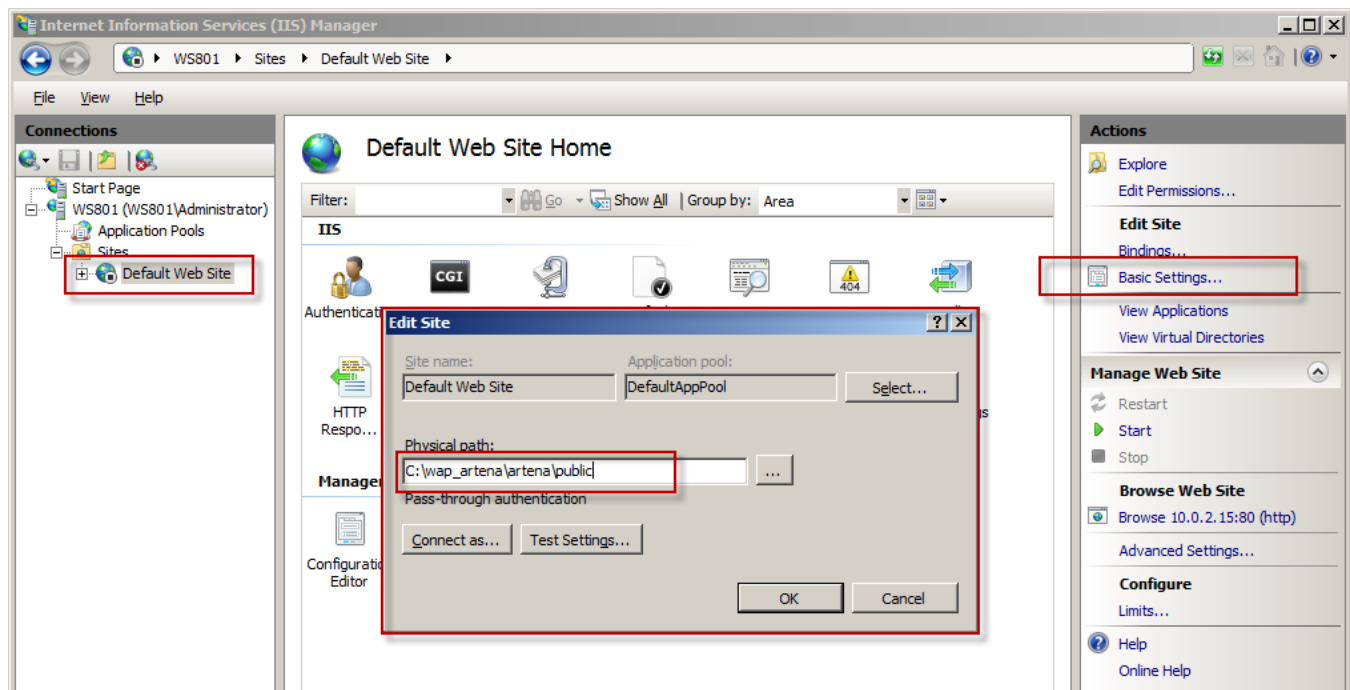 Internet Information Services (IIS) Manager
WS801 Sites Default Web Site
File View Help
Connections
Start Page
WS801 (WS801\Administrator)
Application Pools
Sites
Default Web Site
Default Web Site Home
Filter: Go Show All Group by: Area
IIS
CGI
404
Authenticati
HTTP
Respo...
Manage
Configuratio
Editor
Edit Site
Site name: Application pool:
Default Web Site DefaultAppPool Select...
Physical path:
C:\wap_artena\artena\public ...
Pass-through authentication
Connect as... Test Settings...
OK Cancel
Actions
Explore
Edit Permissions...
Edit Site
Bindings...
Basic Settings...
View Applications
View Virtual Directories
Manage Web Site
Restart
Start
Stop
Browse Web Site
Browse 10.0.2.15:80 (http)
Advanced Settings...
Configure
Limits...
Help
Online Help